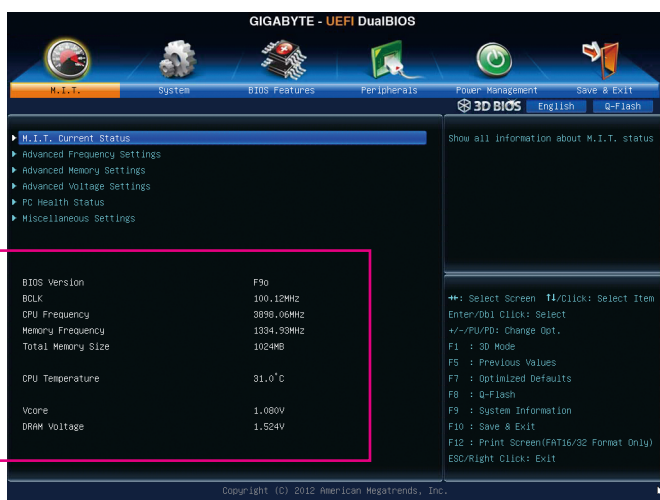 GIGABYTE - UEFI DualBIOS
M.I.T. System BIOS Features Peripherals Power Management Save & Exit
3D BIOS English Q-Flash
M.I.T. Current Status
Advanced Frequency Settings
Advanced Memory Settings
Advanced Voltage Settings
PC Health Status
Miscellaneous Settings
Show all information about M.I.T. status
BIOS Version F9o
BCLK 100.12MHz
CPU Frequency 3898.06MHz
Memory Frequency 1334.93MHz
Total Memory Size 1024MB
CPU Temperature 31.0°C
Vcore 1.080V
DRAM Voltage 1.524V
→←: Select Screen ↑↓/Click: Select Item
Enter/Dbl Click: Select
+/-/PU/PD: Change Opt.
F1 : 3D Mode
F5 : Previous Values
F7 : Optimized Defaults
F8 : Q-Flash
F9 : System Information
F10 : Save & Exit
F12 : Print Screen(FAT16/32 Format Only)
ESC/Right Click: Exit
Copyright (C) 2012 American Megatrends, Inc.